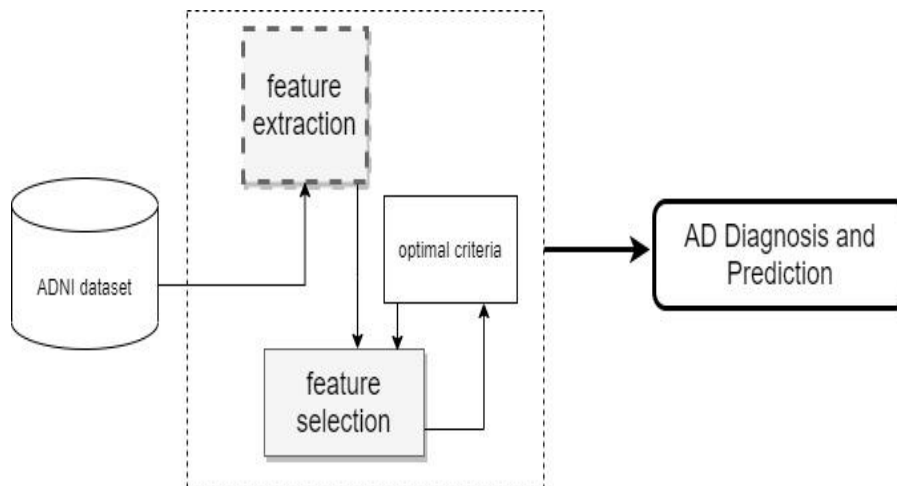 feature
extraction
ADNI dataset
optimal criteria
feature
selection
AD Diagnosis and
Prediction